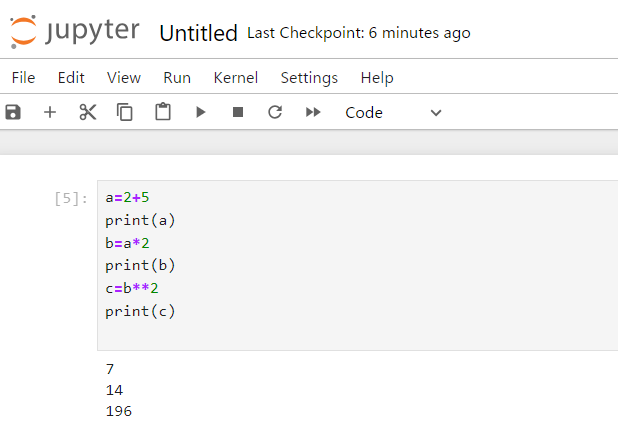 jupyter Untitled Last Checkpoint: 6 minutes ago
File Edit View Run Kernel Settings Help
Code
[5]: a=2+5
print(a)
b=a*2
print(b)
c=b**2
print(c)
7
14
196